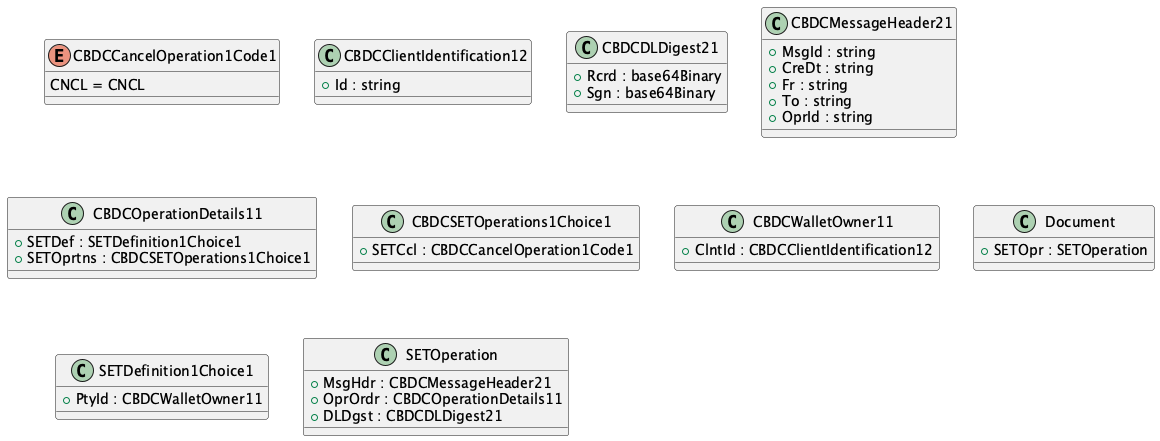 E CBDCCancelOperation1Code1
CNCL = CNCL
C CBDCClientIdentification12
Id : string
C CBDCDLDigest21
Rcrd : base64Binary
Sgn : base64Binary
C CBDCMessageHeader21
MsgId : string
CreDt : string
Fr : string
To : string
OprId : string
C CBDCOperationDetails11
SETDef : SETDefinition1Choice1
SETOprtns : CBDCSETOperations1Choice1
C CBDCSETOperations1Choice1
SETCcl : CBDCCancelOperation1Code1
C CBDCWalletOwner11
ClntId : CBDCClientIdentification12
C Document
SETOpr : SETOperation
C SETDefinition1Choice1
PtyId : CBDCWalletOwner11
C SETOperation
MsgHdr : CBDCMessageHeader21
OprOrdr : CBDCOperationDetails11
DLDgst : CBDCDLDigest21